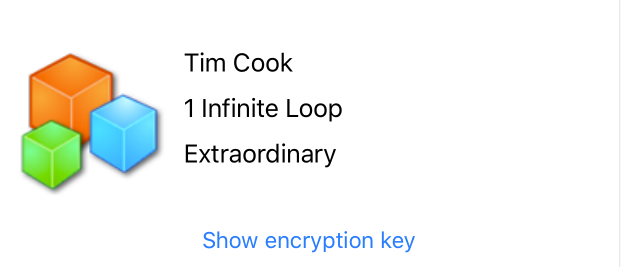 Tim Cook
1 Infinite Loop
Extraordinary
Show encryption key